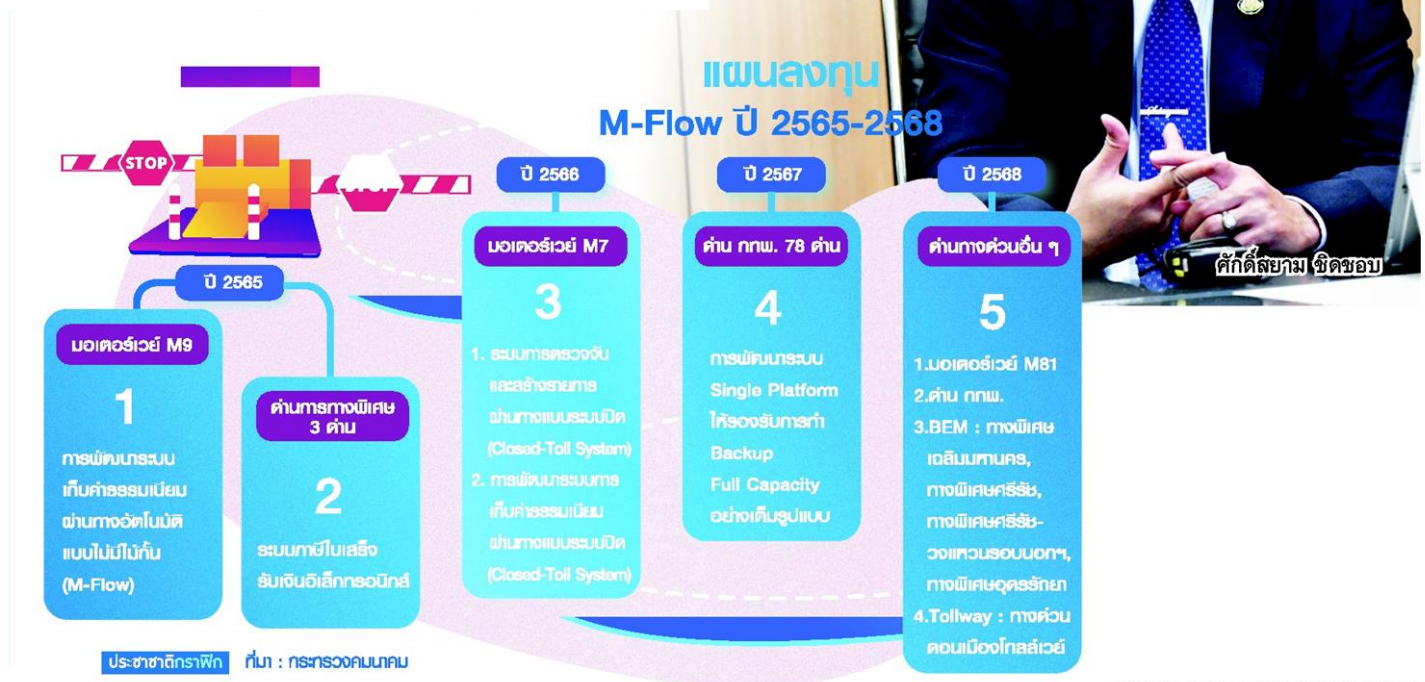 แผนลงทุน
M-Flow ปี 2565-2568
STOP
ปี 2565
มอเตอร์เวย์ M9
1
การพัฒนาระบบ
เก็บค่าธรรมเนียม
ผ่านทางอัตโนมัติ
แบบไม่มีไม้กั้น
(M-Flow)
ด่านการทางพิเศษ
3 ด่าน
2
ระบบภาษีใบเสร็จ
รับเงินอิเล็กทรอนิกส์
ปี 2566
มอเตอร์เวย์ M7
3
1. ระบบการตรวจจับ
และสร้างรายการ
ผ่านทางแบบระบบปิด
(Closed-Toll System)
2. การพัฒนาระบบการ
เก็บค่าธรรมเนียม
ผ่านทางแบบระบบปิด
(Closed-Toll System)
ปี 2567
ด่าน กทพ. 78 ด่าน
4
การพัฒนาระบบ
Single Platform
ให้รองรับการทำ
Backup
Full Capacity
อย่างเต็มรูปแบบ
ปี 2568
ด่านทางด่วนอื่น ๆ
5
1.มอเตอร์เวย์ M81
2.ด่าน กทพ.
3.BEM : ทางพิเศษ
เฉลิมมหานคร,
ทางพิเศษศรีรัช,
ทางพิเศษศรีรัช-
วงแหวนรอบนอกฯ,
ทางพิเศษอุดรรัถยา
4.Tollway : ทางด่วน
ดอนเมืองโทลล์เวย์
ศักดิ์สยาม ชิดชอบ
ประชาชาติกราฟิก ที่มา : กระทรวงคมนาคม